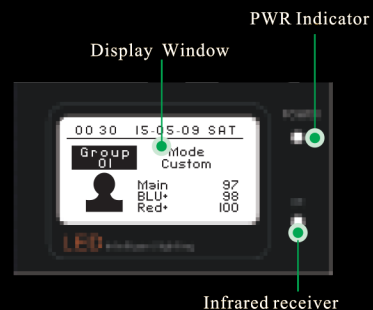 PWR Indicator
Display Window
POWER
00 30 15-05-09 SAT
Group Mode
01 Custom
Main 97
BLU+ 98
Red+ 100
LED
Infrared receiver